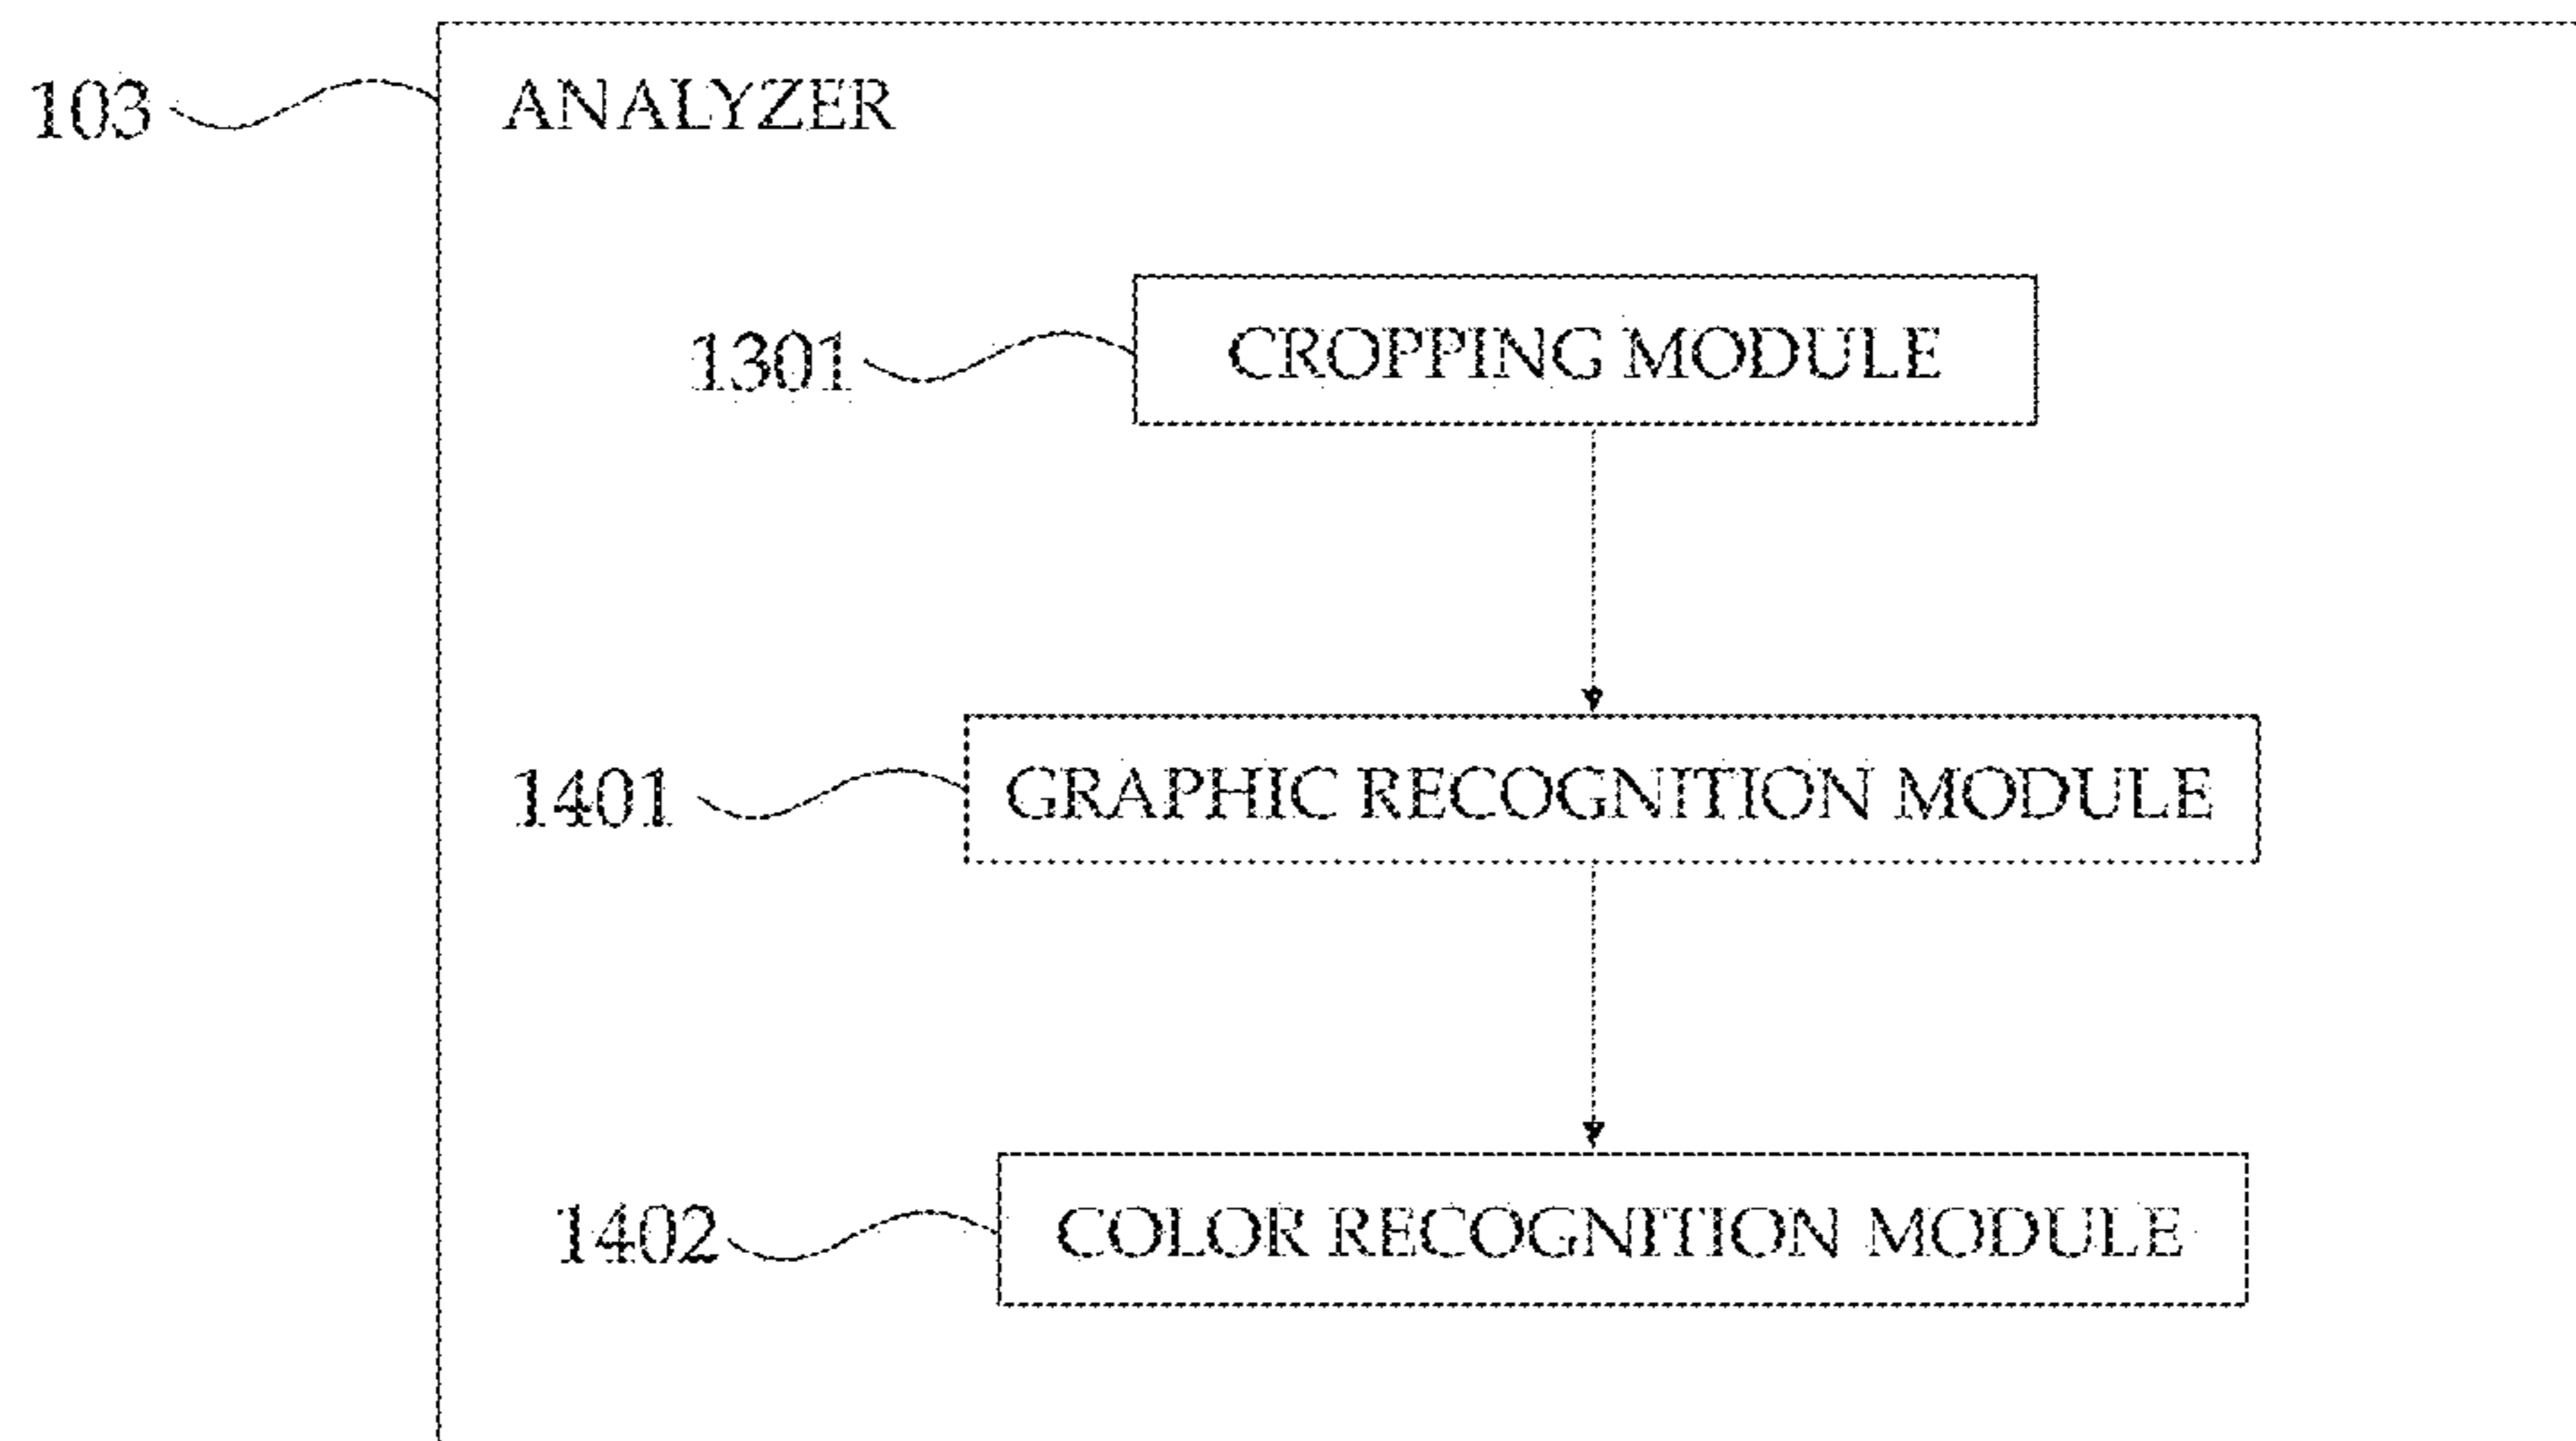 103 ANALYZER
1301 CROPPING MODULE
1401 GRAPHIC RECOGNITION MODULE
1402 COLOR RECOGNITION MODULE